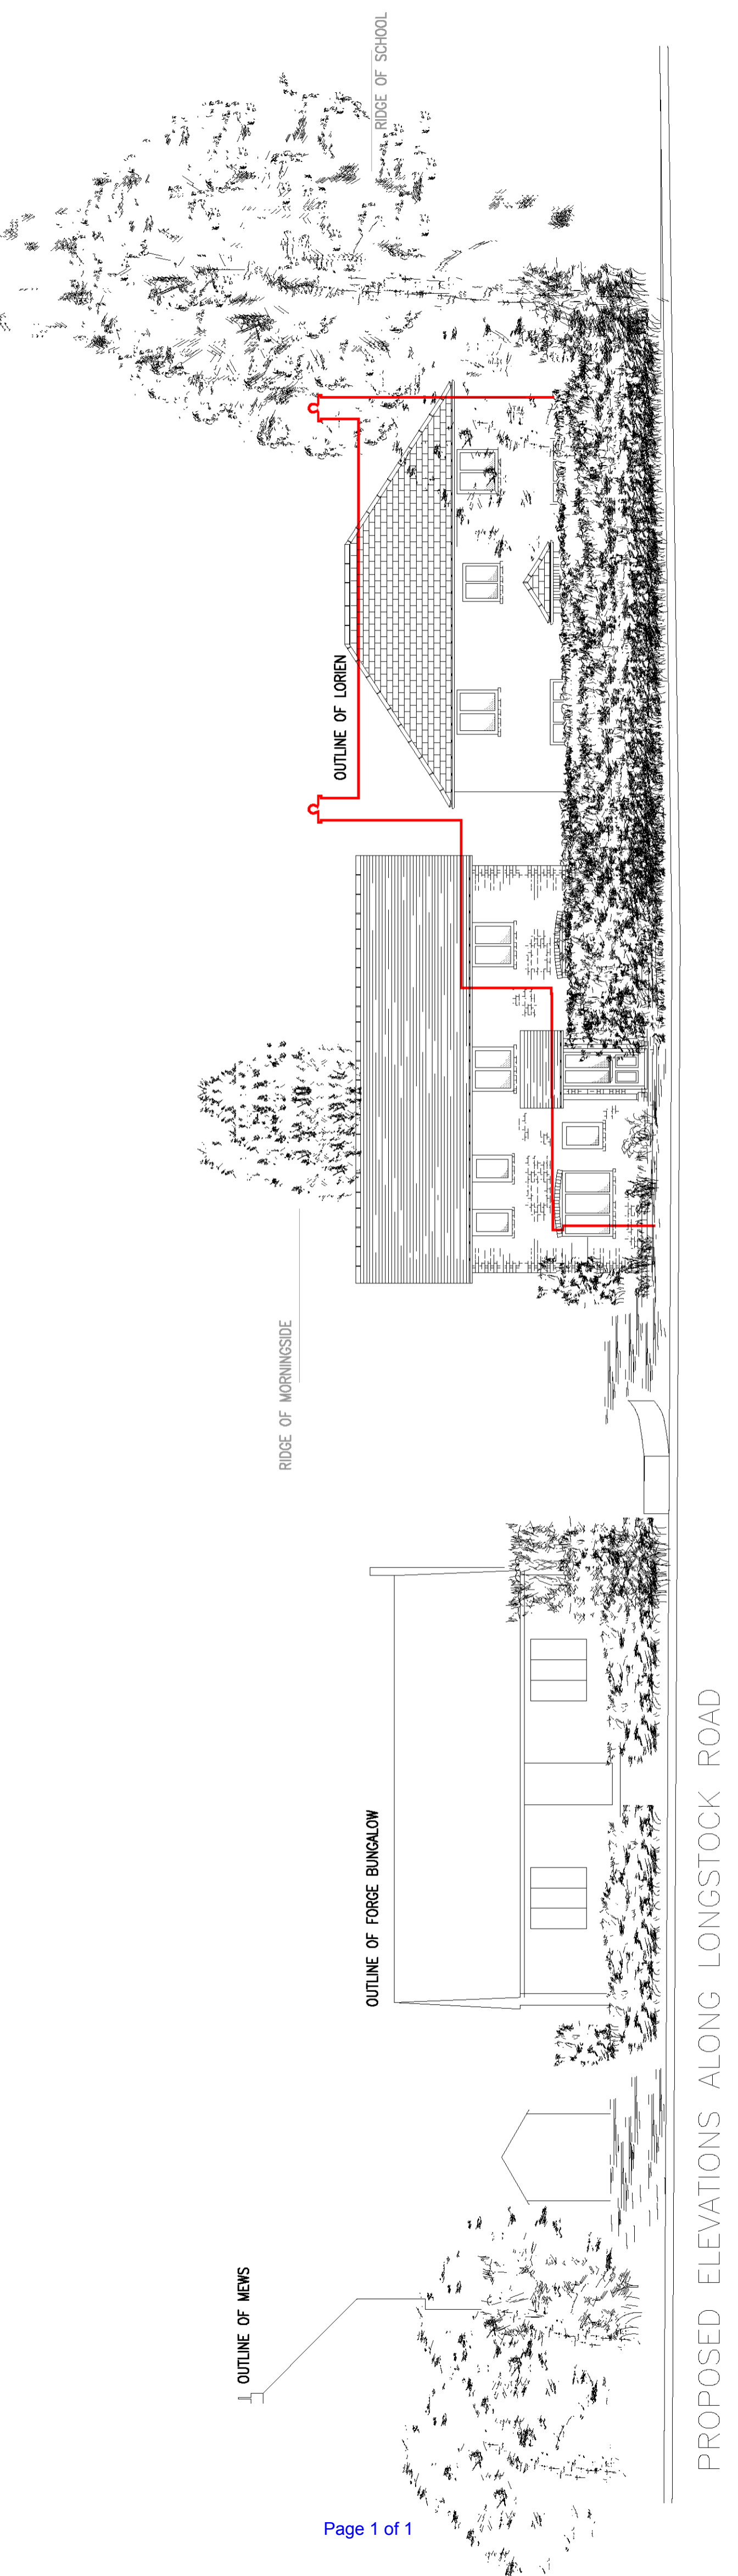 OUTLINE OF MEWS
OUTLINE OF FORGE BUNGALOW
RIDGE OF MORNINGSIDE
OUTLINE OF LORIEN
RIDGE OF SCHOOL
PROPOSED ELEVATIONS ALONG LONGSTOCK ROAD
Page 1 of 1